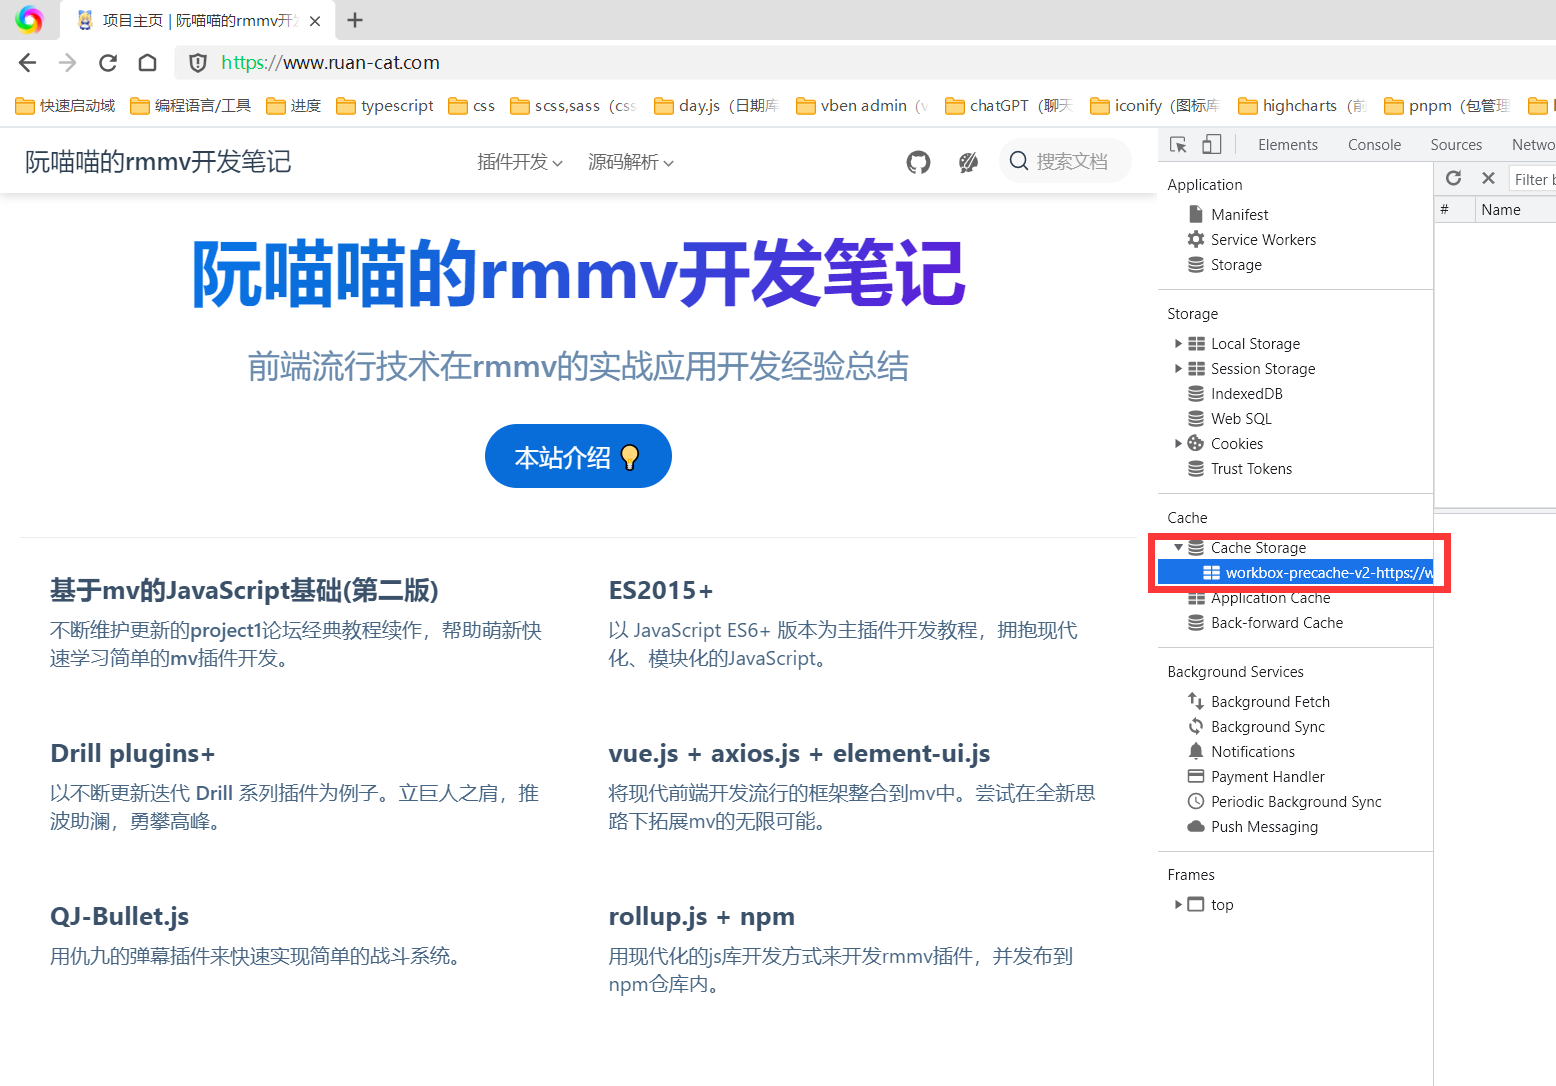 项目主页 | 阮喵喵的rmmv开
https://www.ruan-cat.com
快速启动域 编程语言/工具 进度 typescript css scss,sass（css day.js（日期库 vben admin（v chatGPT（聊天 iconify（图标库 highcharts（前 pnpm（包管理
阮喵喵的rmmv开发笔记
插件开发 源码解析
搜索文档
阮喵喵的rmmv开发笔记
前端流行技术在rmmv的实战应用开发经验总结
本站介绍
基于mv的JavaScript基础(第二版)
不断维护更新的project1论坛经典教程续作，帮助萌新快
速学习简单的mv插件开发。
ES2015+
以 JavaScript ES6+ 版本为主插件开发教程，拥抱现代
化、模块化的JavaScript。
Drill plugins+
以不断更新迭代 Drill 系列插件为例子。立巨人之肩，推
波助澜，勇攀高峰。
vue.js + axios.js + element-ui.js
将现代前端开发流行的框架整合到mv中。尝试在全新思
路下拓展mv的无限可能。
QJ-Bullet.js
用仇九的弹幕插件来快速实现简单的战斗系统。
rollup.js + npm
用现代化的js库开发方式来开发rmmv插件，并发布到
npm仓库内。
Elements Console Sources Netwo
Application
Manifest
Service Workers
Storage
Storage
Local Storage
Session Storage
IndexedDB
Web SQL
Cookies
Trust Tokens
Cache
Cache Storage
workbox-precache-v2-https://w
Application Cache
Back-forward Cache
Background Services
Background Fetch
Background Sync
Notifications
Payment Handler
Periodic Background Sync
Push Messaging
Frames
top
Filter b
# Name